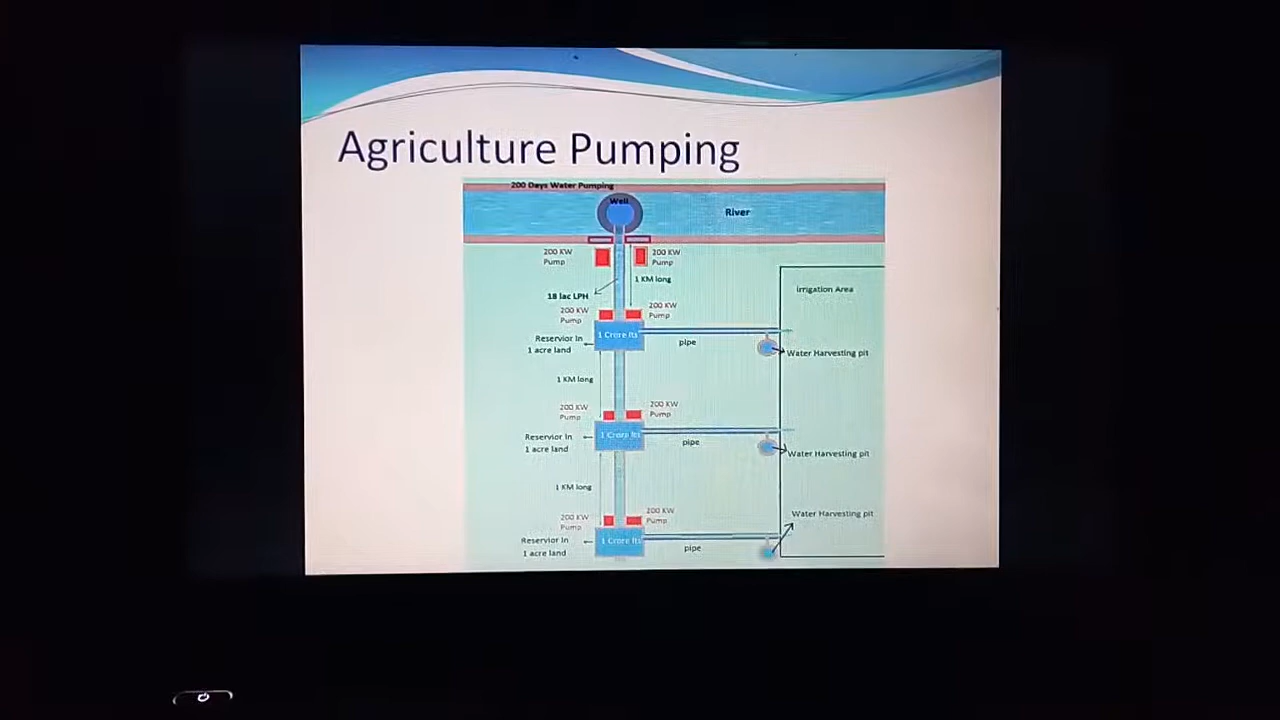 Agriculture Pumping
200 Days Water Pumping
Well
River
200 KW
Pump
200 KW
Pump
1 KM long
Irrigation Area
18 lac LPH
200 KW
Pump
200 KW
Pump
1 Crore lts
Reservior In
1 acre land
pipe
Water Harvesting pit
1 KM long
200 KW
Pump
200 KW
Pump
1 Crore lts
Reservior In
1 acre land
pipe
Water Harvesting pit
1 KM long
200 KW
Pump
200 KW
Pump
Water Harvesting pit
1 Crore lts
Reservior In
1 acre land
pipe